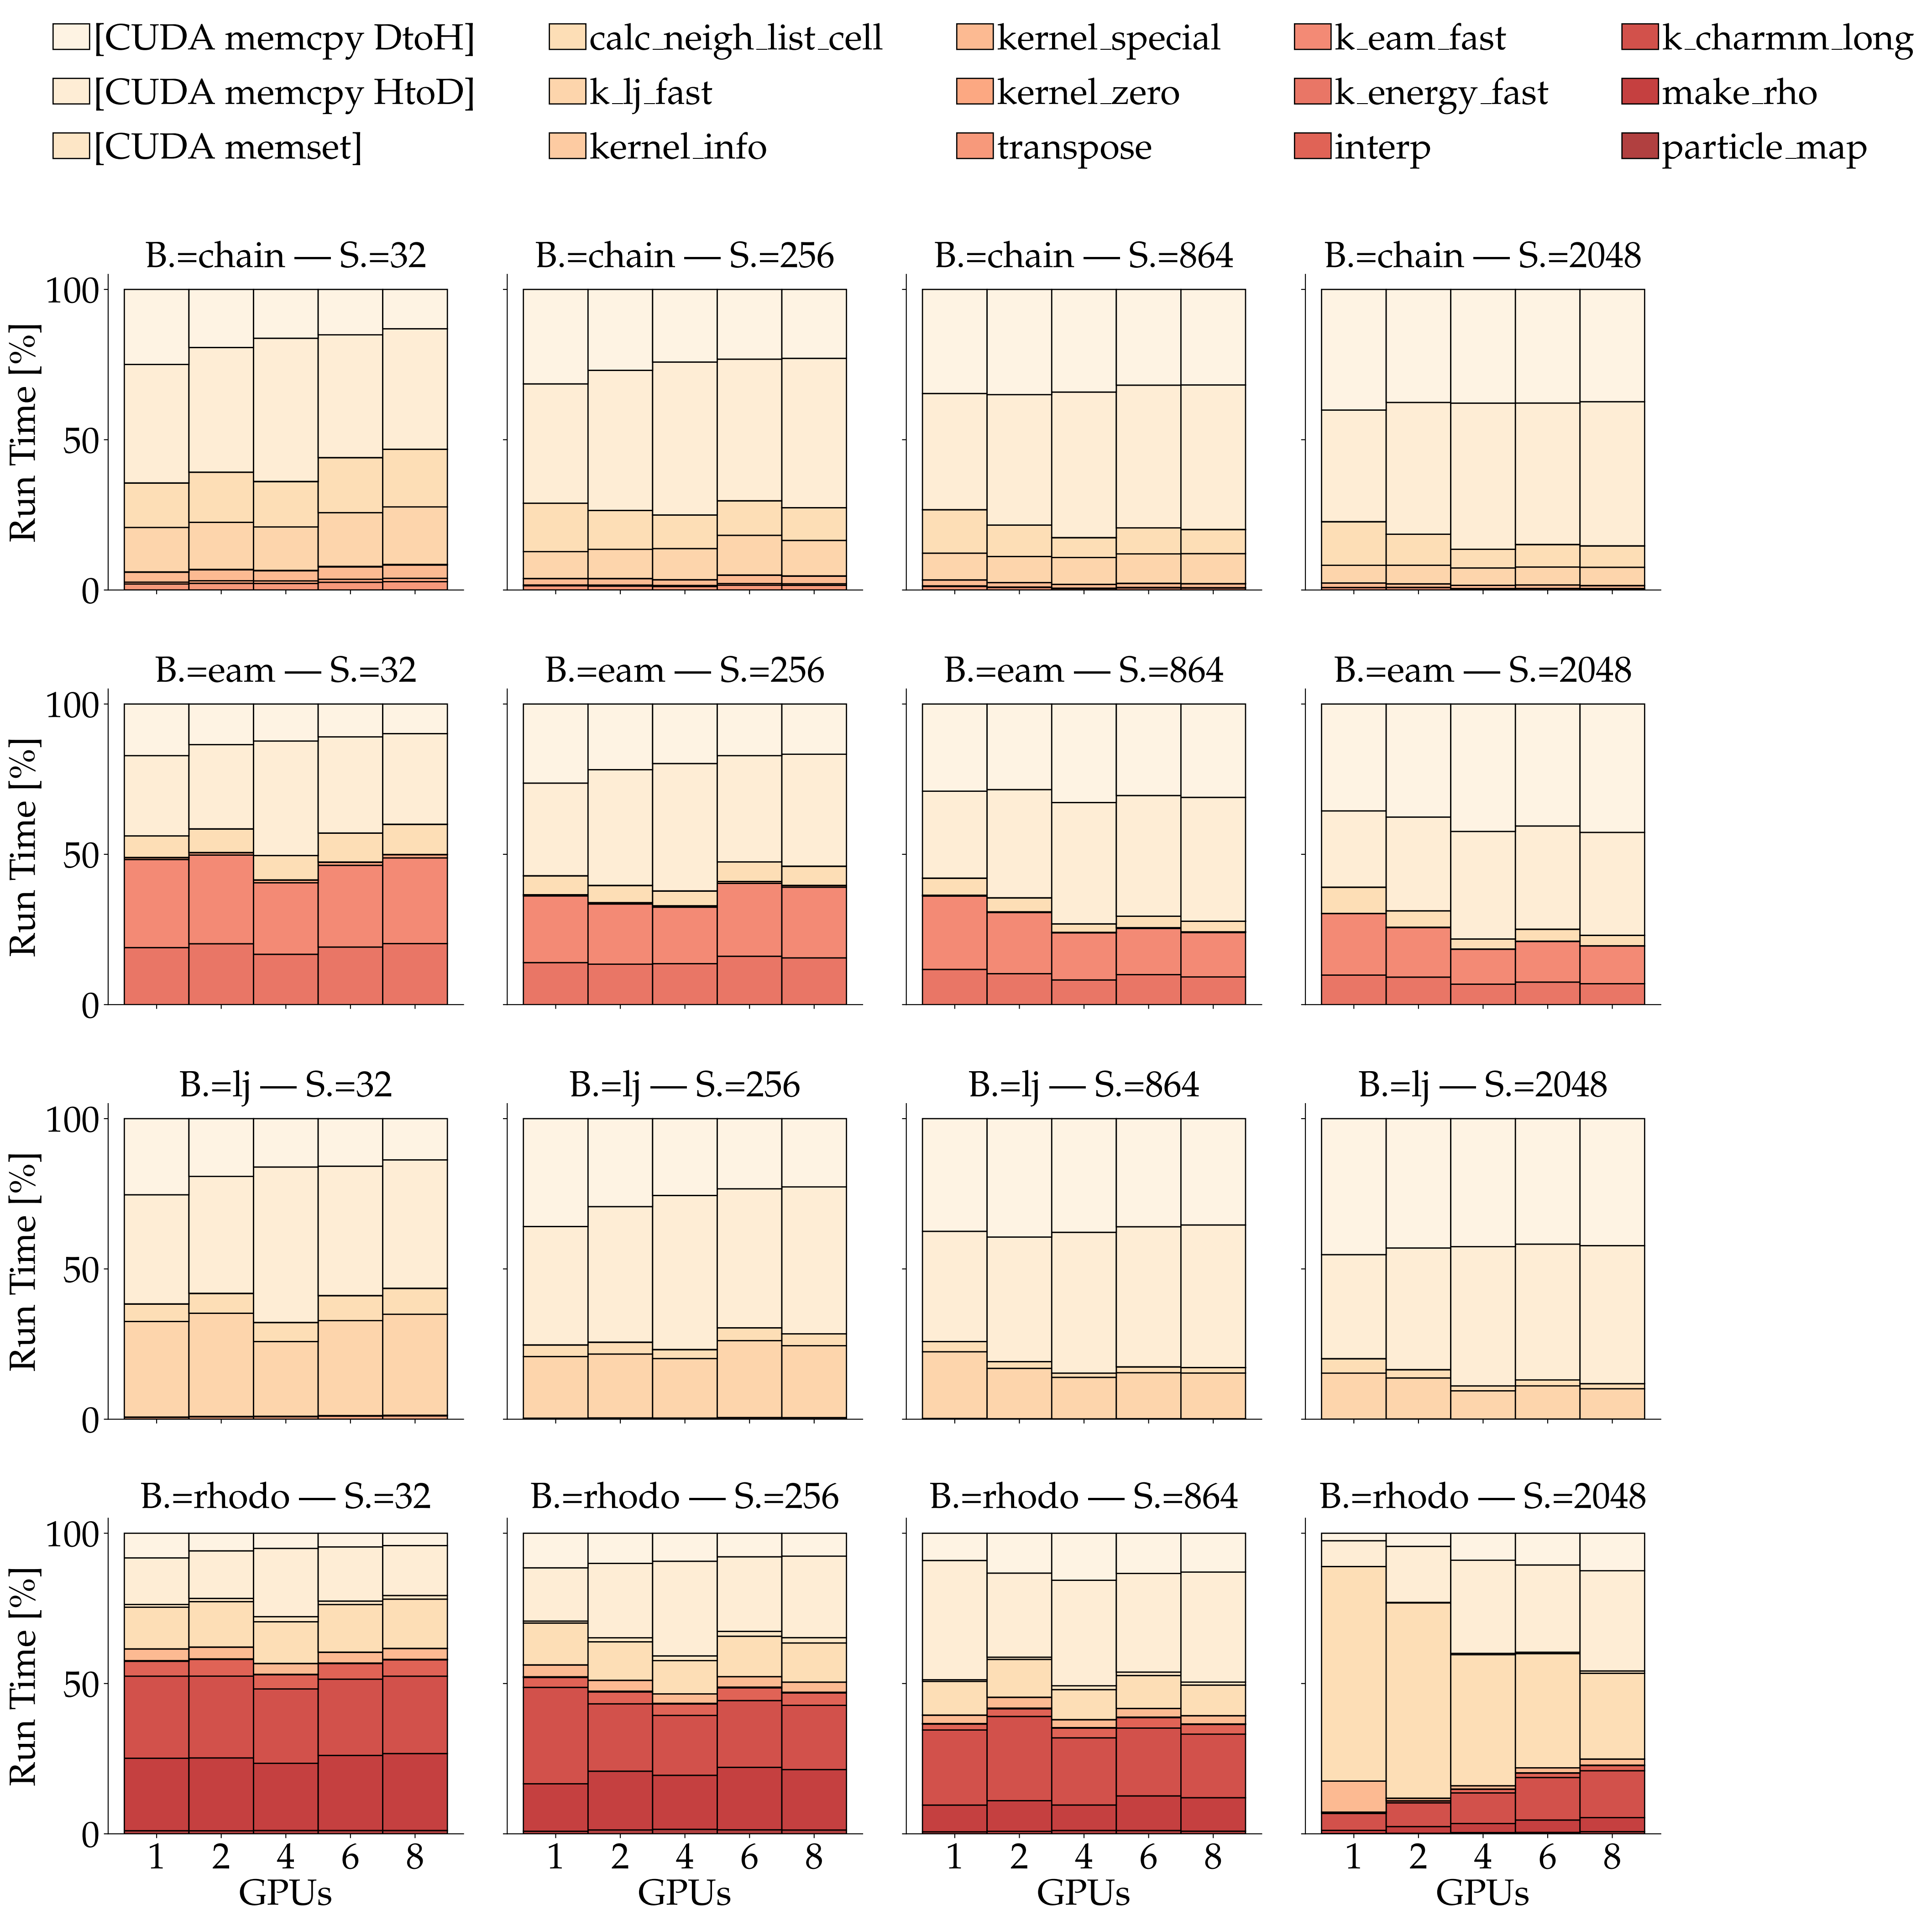 [CUDA memcpy DtoH] calc_neigh_list_cell kernel_special k_eam_fast k_charmm_long
[CUDA memcpy HtoD] k_lj_fast kernel_zero k_energy_fast make_rho
[CUDA memset] kernel_info transpose interp particle_map
B.=chain — S.=32 B.=chain — S.=256 B.=chain — S.=864 B.=chain — S.=2048
100
50
0
Run Time [%]
B.=eam — S.=32 B.=eam — S.=256 B.=eam — S.=864 B.=eam — S.=2048
100
50
0
Run Time [%]
B.=lj — S.=32 B.=lj — S.=256 B.=lj — S.=864 B.=lj — S.=2048
100
50
0
Run Time [%]
B.=rhodo — S.=32 B.=rhodo — S.=256 B.=rhodo — S.=864 B.=rhodo — S.=2048
100
50
0
Run Time [%]
1 2 4 6 8 1 2 4 6 8 1 2 4 6 8 1 2 4 6 8
GPUs GPUs GPUs GPUs